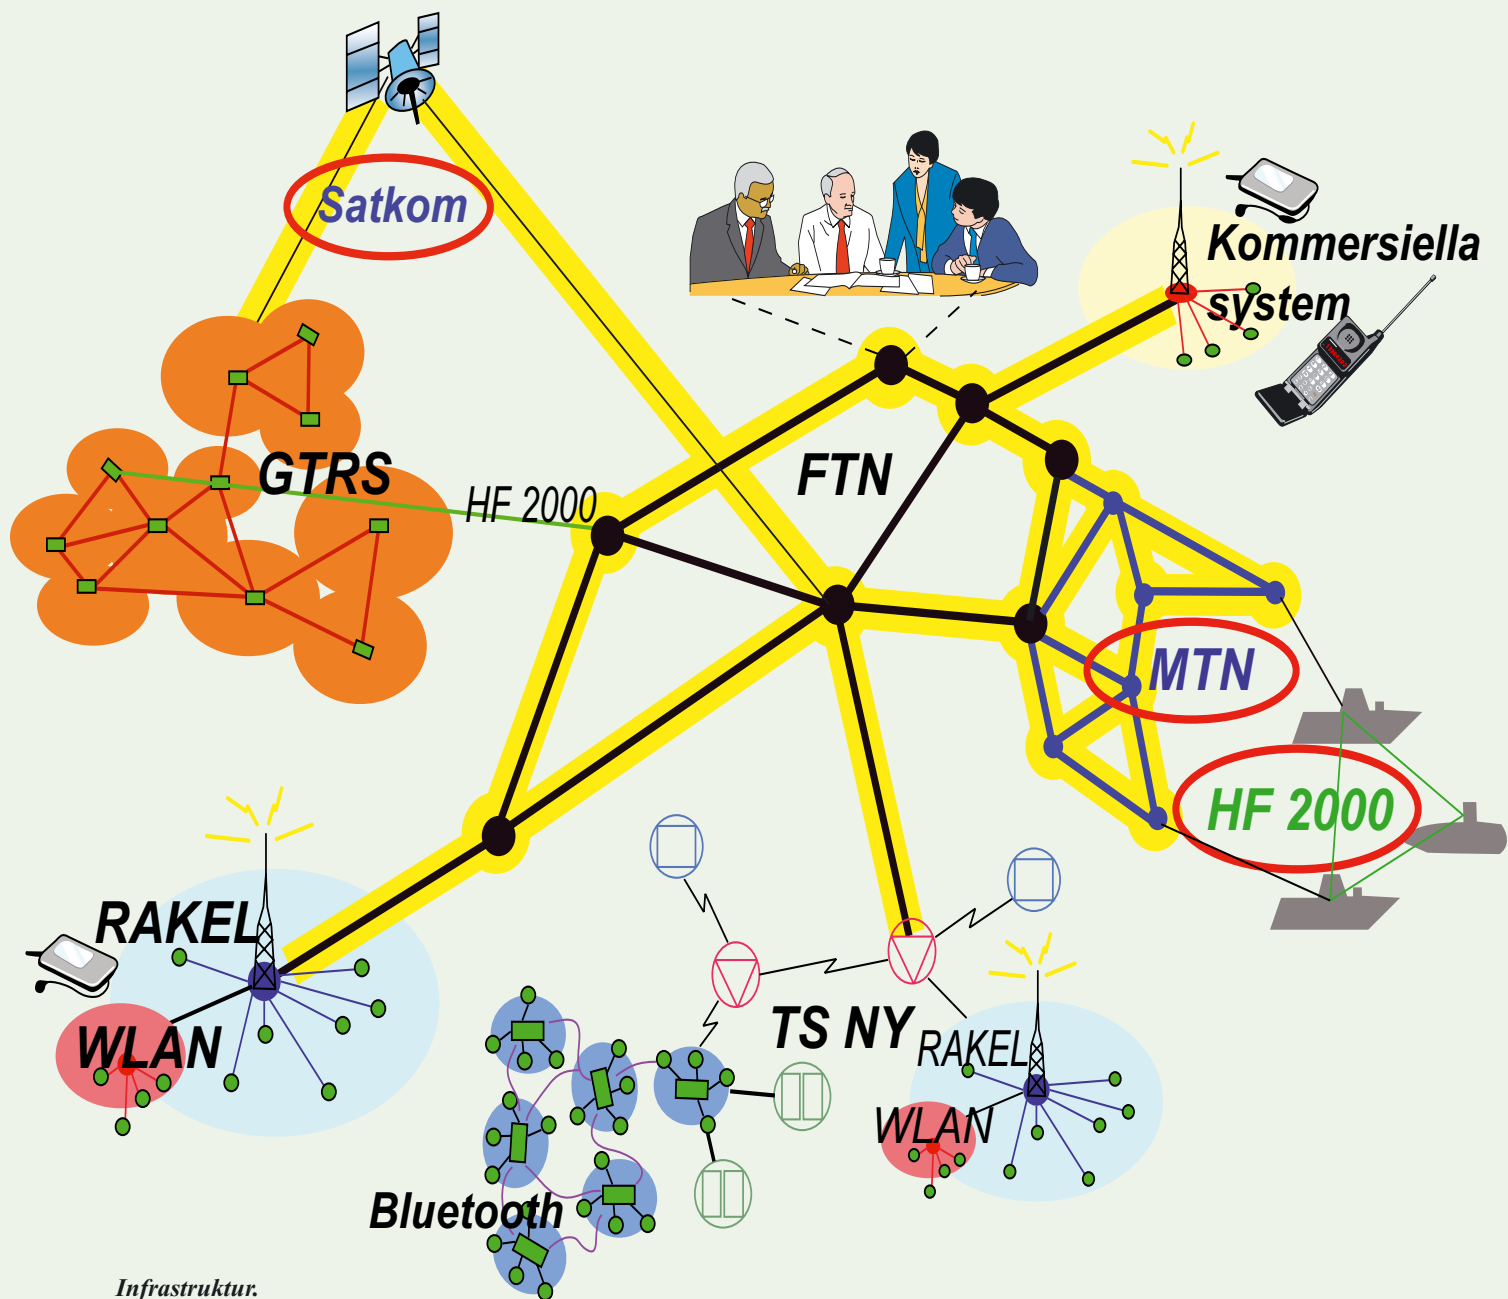 Satkom
Kommersiella
system
GTRS
HF 2000
FTN
MTN
HF 2000
RAKEL
WLAN
TS NY
RAKEL
WLAN
Bluetooth
Infrastruktur.